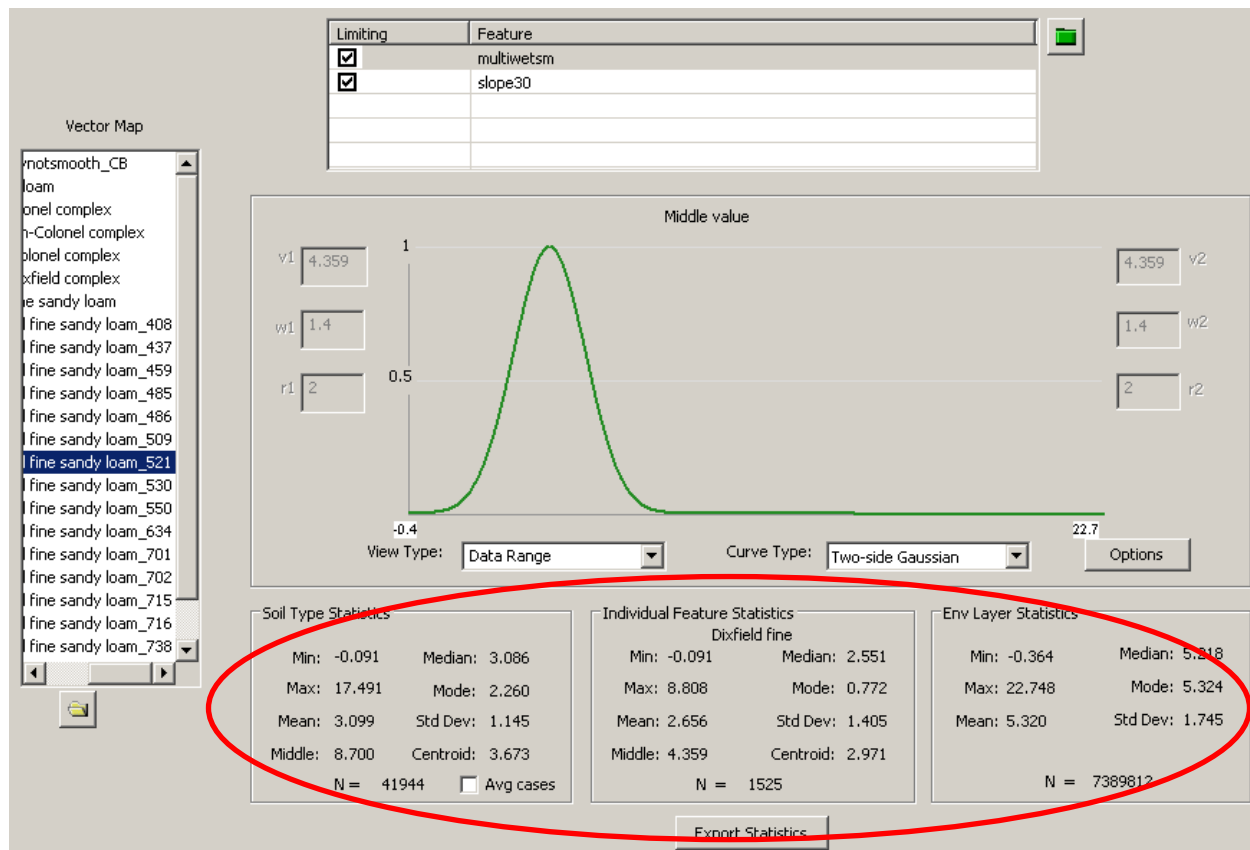 Limiting Feature
multiwetsm
slope30
Vector Map
notsmooth_CB
loam
onel complex
n-Colonel complex
olonel complex
xfield complex
ne sandy loam
l fine sandy loam_408
l fine sandy loam_437
l fine sandy loam_459
l fine sandy loam_485
l fine sandy loam_486
l fine sandy loam_509
l fine sandy loam_521
l fine sandy loam_530
l fine sandy loam_550
l fine sandy loam_634
l fine sandy loam_701
l fine sandy loam_702
l fine sandy loam_715
l fine sandy loam_716
l fine sandy loam_738
Middle value
v1 4.359
w1 1.4
r1 2
1
0.5
4.359 v2
1.4 w2
2 r2
-0.4 22.7
View Type: Data Range Curve Type: Two-side Gaussian Options
Soil Type Statistics
Min: -0.091 Median: 3.086
Max: 17.491 Mode: 2.260
Mean: 3.099 Std Dev: 1.145
Middle: 8.700 Centroid: 3.673
N = 41944 Avg cases
Individual Feature Statistics
Dixfield fine
Min: -0.091 Median: 2.551
Max: 8.808 Mode: 0.772
Mean: 2.656 Std Dev: 1.405
Middle: 4.359 Centroid: 2.971
N = 1525
Env Layer Statistics
Min: -0.364 Median: 5.218
Max: 22.748 Mode: 5.324
Mean: 5.320 Std Dev: 1.745
N = 7389812
Export Statistics